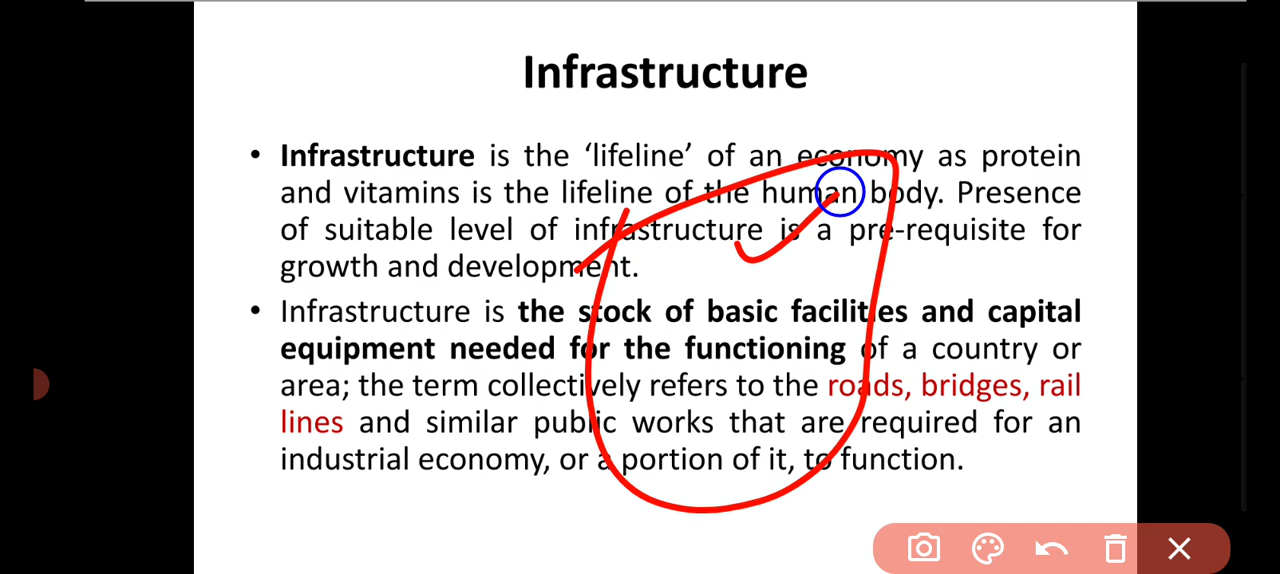 Infrastructure
• Infrastructure is the ‘lifeline’ of an economy as protein
and vitamins is the lifeline of the human body. Presence
of suitable level of infrastructure is a pre-requisite for
growth and development.
• Infrastructure is the stock of basic facilities and capital
equipment needed for the functioning of a country or
area; the term collectively refers to the roads, bridges, rail
lines and similar public works that are required for an
industrial economy, or a portion of it, to function.